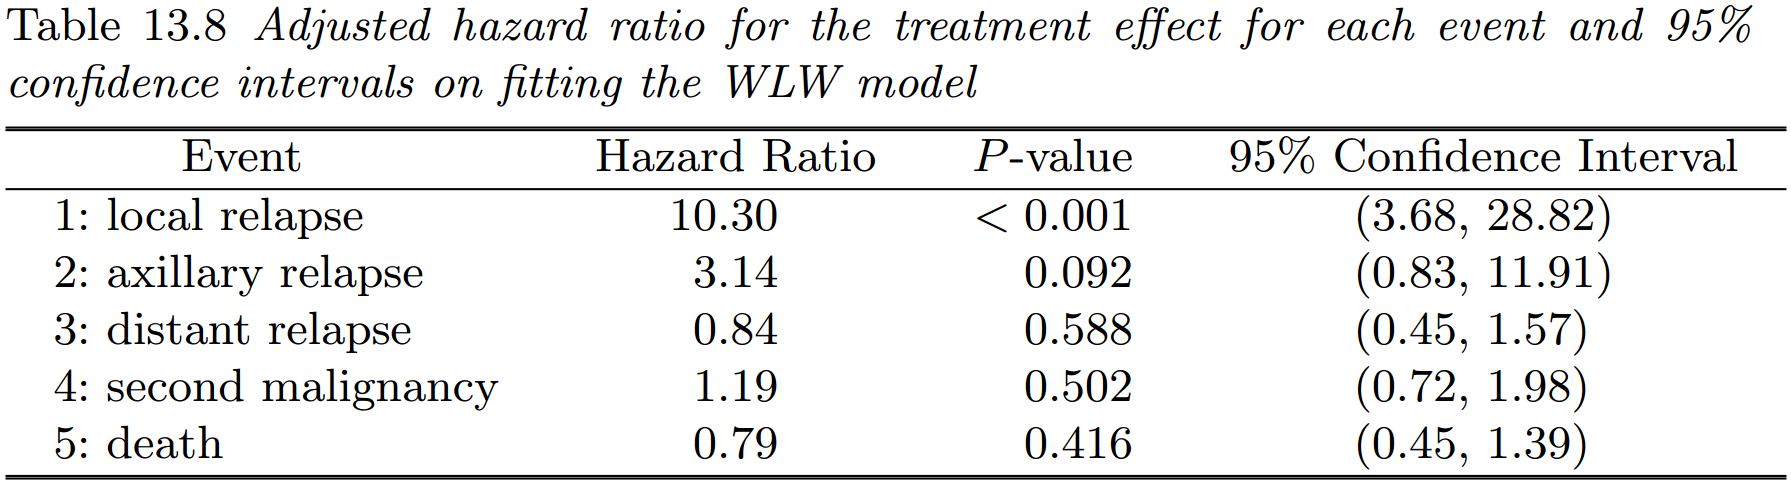 Table 13.8 Adjusted hazard ratio for the treatment effect for each event and 95%
confidence intervals on fitting the WLW model
Event Hazard Ratio P-value 95% Confidence Interval
1: local relapse 10.30 < 0.001 (3.68, 28.82)
2: axillary relapse 3.14 0.092 (0.83, 11.91)
3: distant relapse 0.84 0.588 (0.45, 1.57)
4: second malignancy 1.19 0.502 (0.72, 1.98)
5: death 0.79 0.416 (0.45, 1.39)